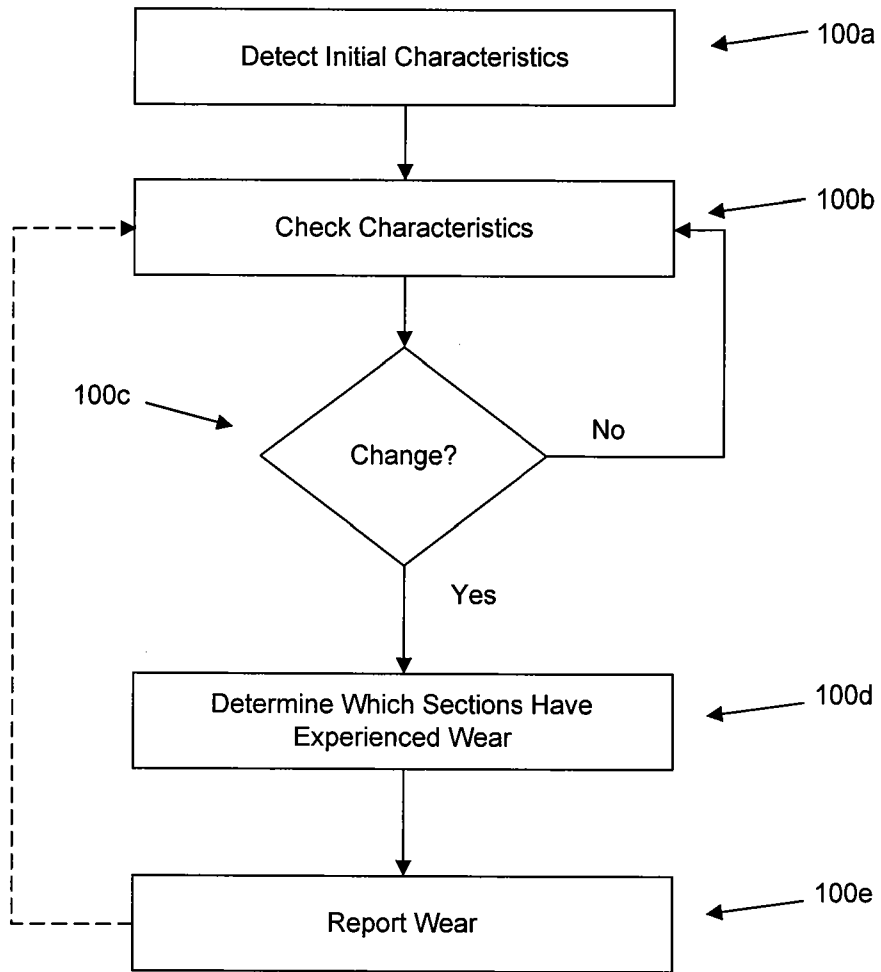 Detect Initial Characteristics
100a
Check Characteristics
100b
100c
Change?
No
Yes
Determine Which Sections Have
Experienced Wear
100d
Report Wear
100e